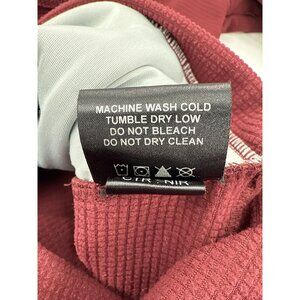 MACHINE WASH COLD
TUMBLE DRY LOW
DO NOT BLEACH
DO NOT DRY CLEAN